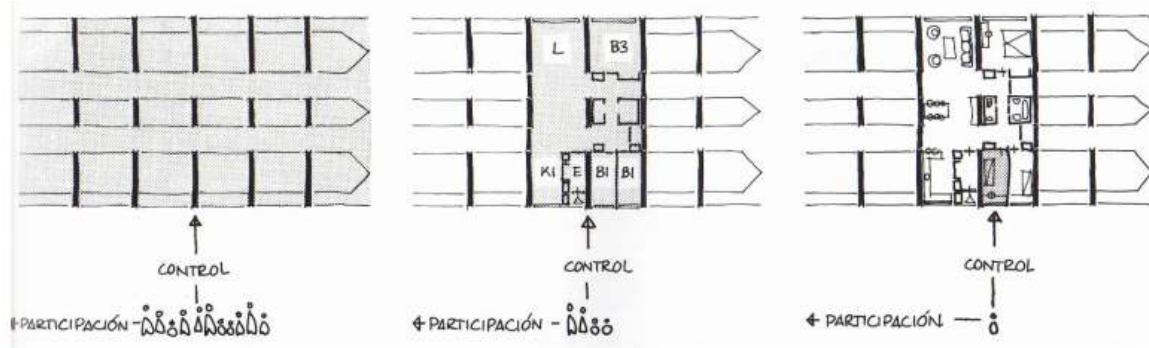 CONTROL
PARTICIPACIÓN
L B3
K1 E B1 B1
CONTROL
PARTICIPACIÓN
CONTROL
PARTICIPACIÓN